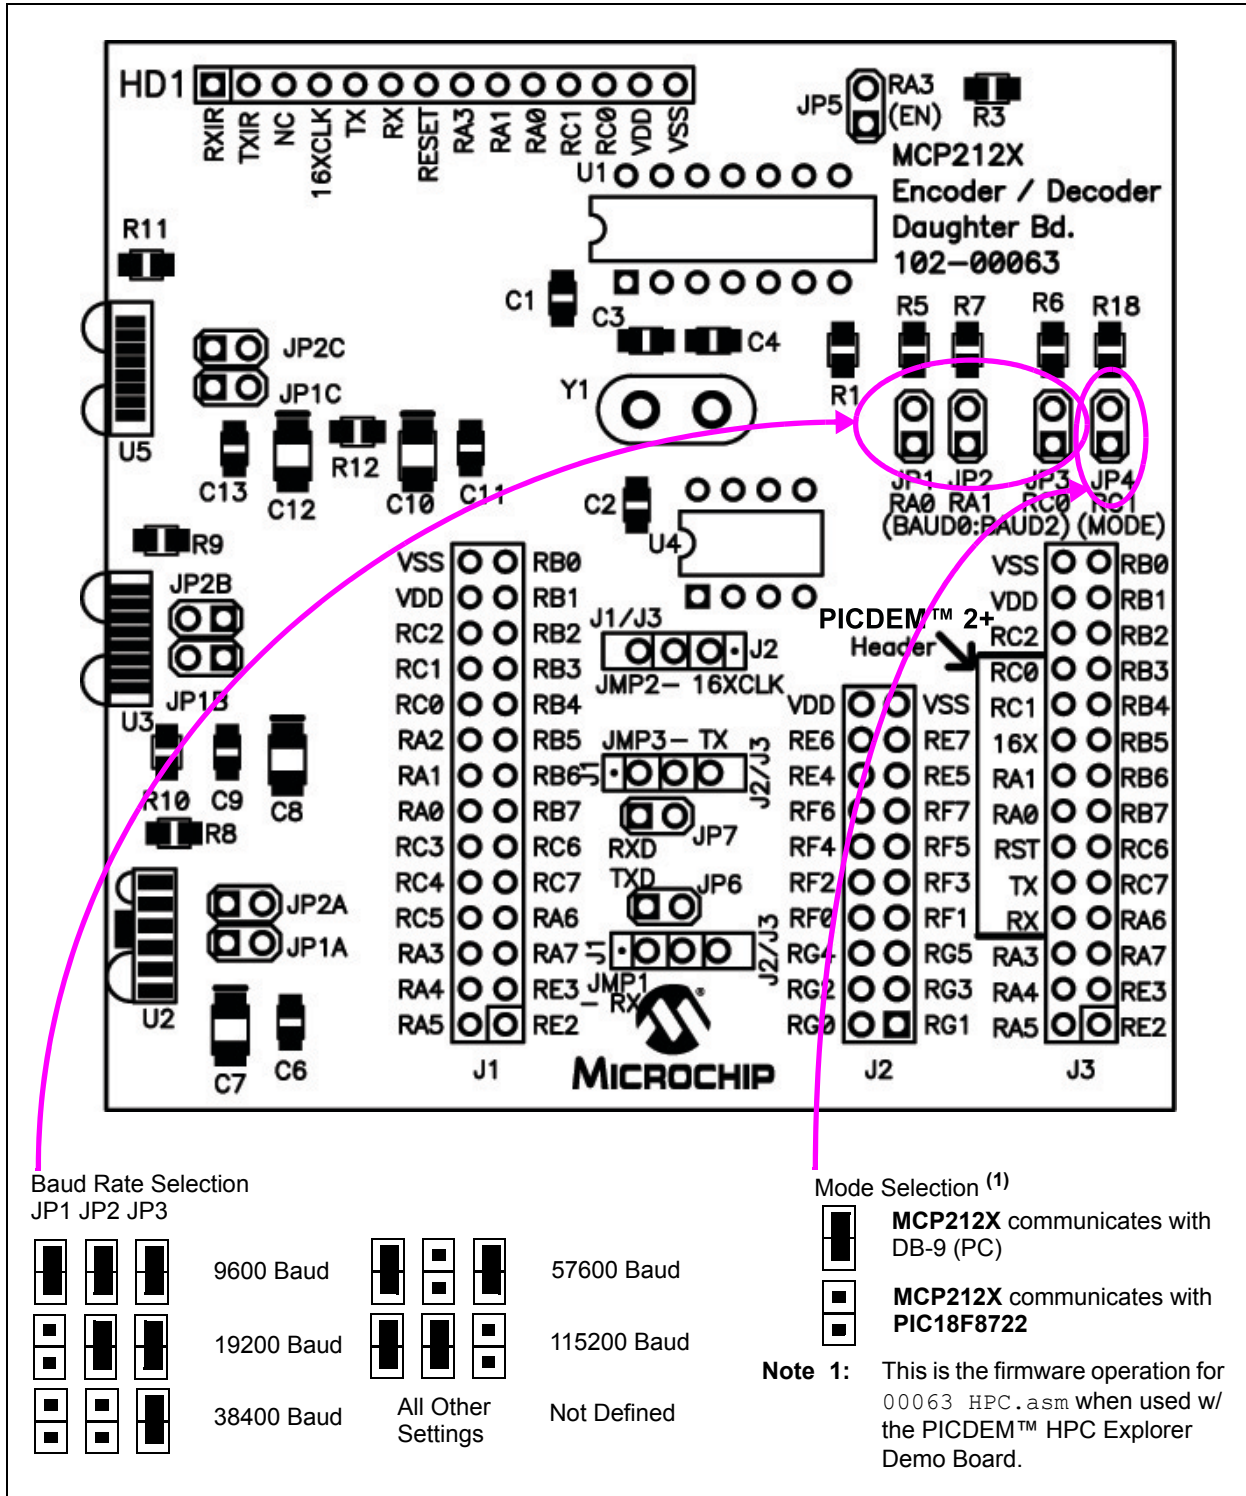 HD1
RXIR
TXIR
NC
16XCLK
TX
RX
RESET
RA3
RA1
RA0
RC1
RC0
VDD
VSS
JP5
RA3
(EN)
R3
MCP212X
Encoder / Decoder
Daughter Bd.
102-00063
U1
R11
C1
C3
C4
R5 R7 R6 R18
R1
JP2C
JP1C
Y1
U5
C13
C12
R12
C10
C11
JP1 JP2 JP3 JP4
RA0 RA1 RC0 RC1
(BAUD0:BAUD2) (MODE)
C2
U4
R9
JP2B
JP1B
U3
R10
C9
C8
R8
JP2A
JP1A
U2
C7
C6
VSS RB0
VDD RB1
RC2 RB2
RC1 RB3
RC0 RB4
RA2 RB5
RA1 RB6
RA0 RB7
RC3 RC6
RC4 RC7
RC5 RA6
RA3 RA7
RA4 RE3
RA5 RE2
J1
J1/J3
J2
JMP2- 16XCLK
JMP3- TX
J1
J2/J3
JP7
RXD
TXD
JP6
J1
J2/J3
JMP1
- RX
MICROCHIP
PICDEM™ 2+
Header
VDD VSS
RE6 RE7
RE4 RE5
RF6 RF7
RF4 RF5
RF2 RF3
RF0 RF1
RG4 RG5
RG2 RG3
RG0 RG1
J2
VSS RB0
VDD RB1
RC2 RB2
RC0 RB3
RC1 RB4
16X RB5
RA1 RB6
RA0 RB7
RST RC6
TX RC7
RX RA6
RA3 RA7
RA4 RE3
RA5 RE2
J3
Baud Rate Selection
JP1 JP2 JP3
9600 Baud
19200 Baud
38400 Baud
57600 Baud
115200 Baud
All Other
Settings
Not Defined
Mode Selection (1)
MCP212X communicates with
DB-9 (PC)
MCP212X communicates with
PIC18F8722
Note 1: This is the firmware operation for
00063 HPC.asm when used w/
the PICDEM™ HPC Explorer
Demo Board.